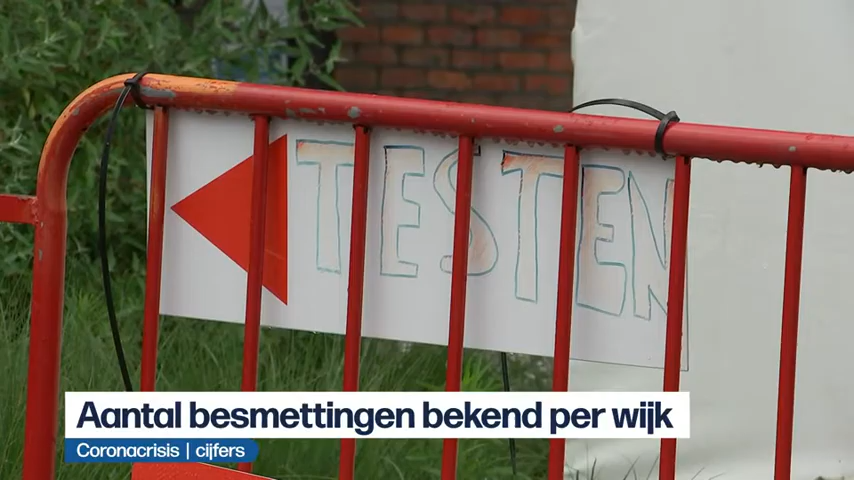 TESTEN
Aantal besmettingen bekend per wijk
Coronacrisis | cijfers